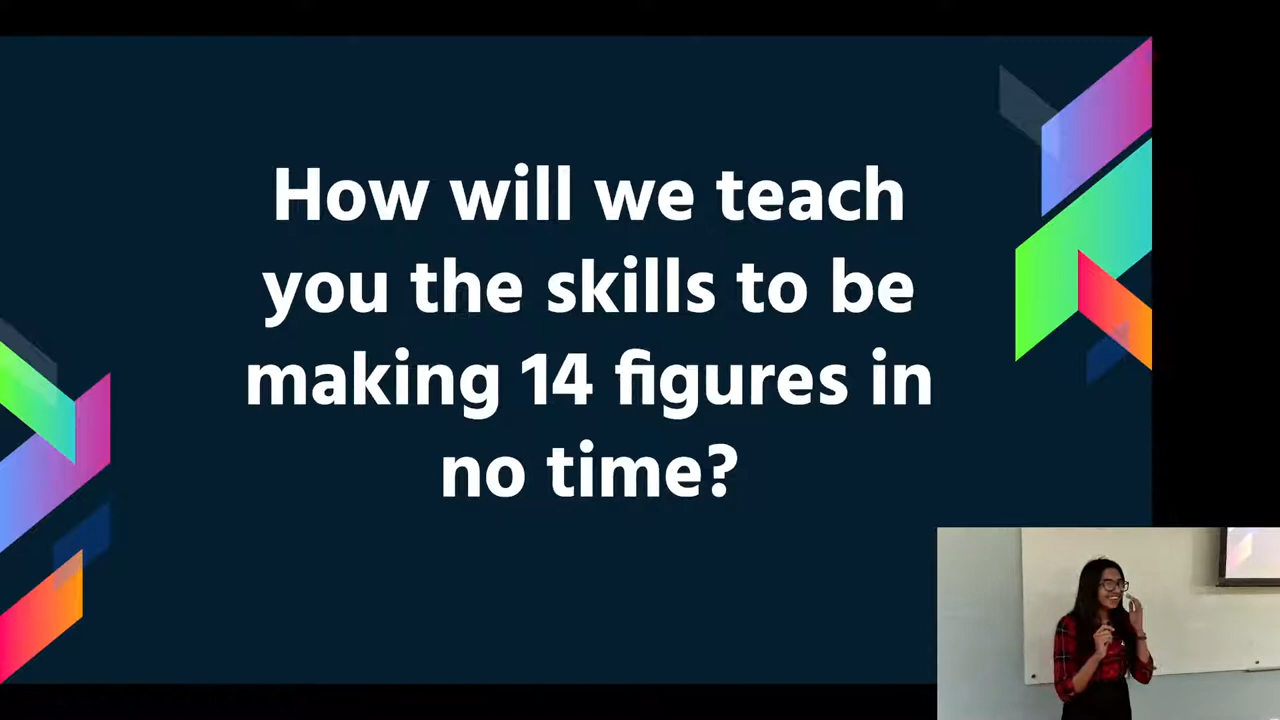 How will we teach
you the skills to be
making 14 figures in
no time?